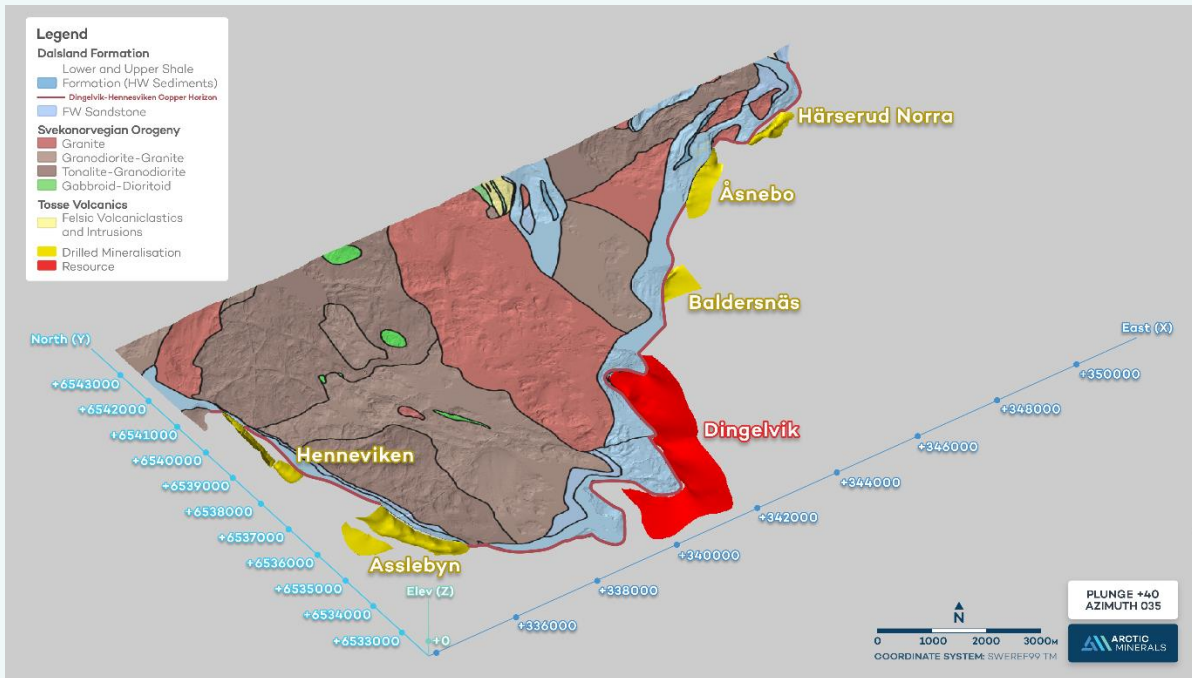 Legend
Dalsland Formation
Lower and Upper Shale
Formation (HW Sediments)
Dingelvik-Hennesviken Copper Horizon
FW Sandstone
Svekonorvegian Orogeny
Granite
Granodiorite-Granite
Tonalite-Granodiorite
Gabbroid-Dioritoid
Tosse Volcanics
Felsic Volcaniclastics
and Intrusions
Drilled Mineralisation
Resource
Härserud Norra
Åsnebo
Baldersnäs
Dingelvik
Henneviken
Asslebyn
North (Y)
+6543000
+6542000
+6541000
+6540000
+6539000
+6538000
+6537000
+6536000
+6535000
+6534000
+6533000
Elev (Z)
+0
East (X)
+350000
+348000
+346000
+344000
+342000
+340000
+338000
+336000
N
0 1000 2000 3000M
COORDINATE SYSTEM: SWEREF99 TM
PLUNGE +40
AZIMUTH 035
ARCTIC
MINERALS